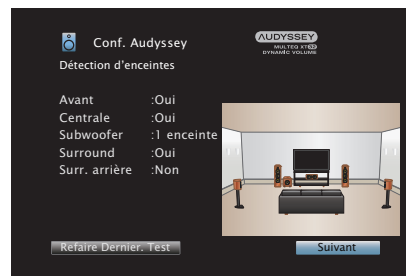 Conf. Audyssey
AUDYSSEY
MULTEQ XT32
DYNAMIC VOLUME
Détection d'enceintes
Avant :Oui
Centrale :Oui
Subwoofer :1 enceinte
Surround :Oui
Surr. arrière :Non
Refaire Dernier. Test
Suivant